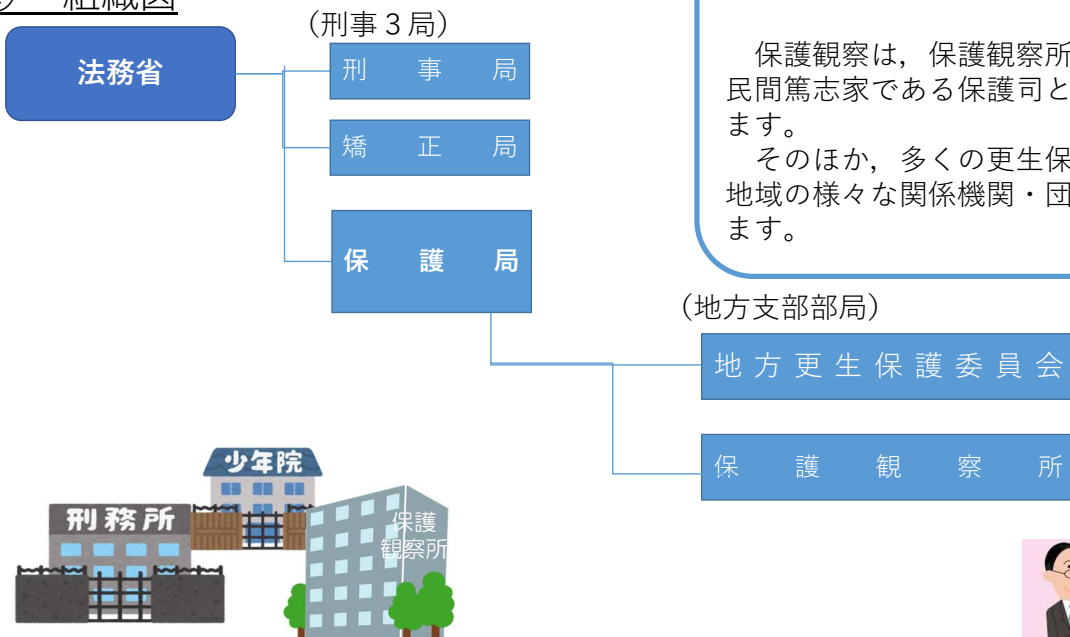 組織図
(刑事3局)
法務省
刑事局
矯正局
保護局
保護観察は，保護観察所
民間篤志家である保護司と
ます。
そのほか，多くの更生保
地域の様々な関係機関・団
ます。
(地方支部部局)
地方更生保護委員会
保護観察所
少年院
刑務所
保護
観察所